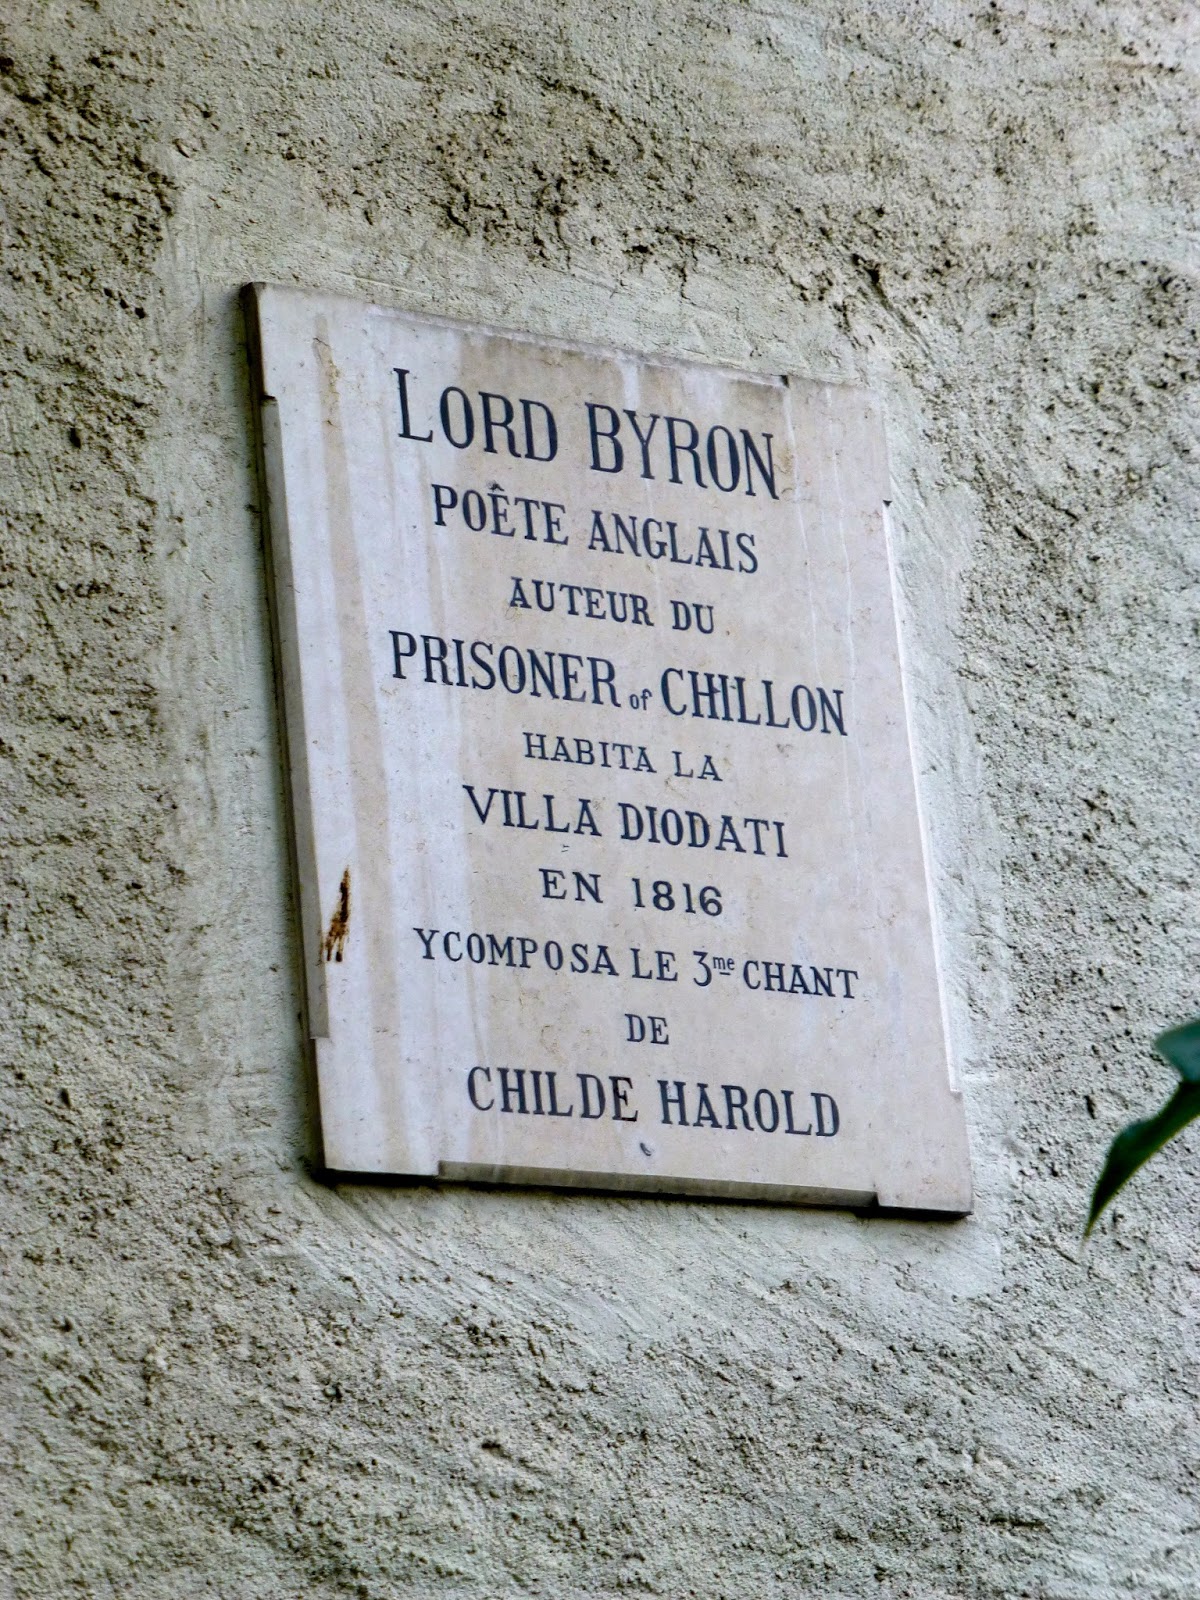 LORD BYRON
POÊTE ANGLAIS
AUTEUR DU
PRISONER of CHILLON
HABITA LA
VILLA DIODATI
EN 1816
Y COMPOSA LE 3me CHANT
DE
CHILDE HAROLD